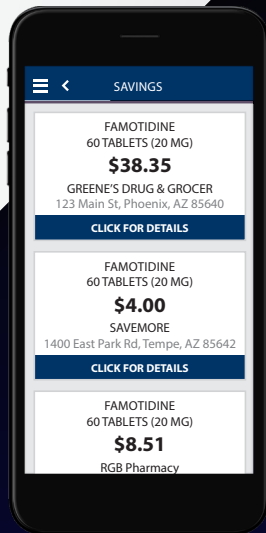 SAVINGS
FAMOTIDINE
60 TABLETS (20 MG)
$38.35
GREENE'S DRUG & GROCER
123 Main St, Phoenix, AZ 85640
CLICK FOR DETAILS
FAMOTIDINE
60 TABLETS (20 MG)
$4.00
SAVEMORE
1400 East Park Rd, Tempe, AZ 85642
CLICK FOR DETAILS
FAMOTIDINE
60 TABLETS (20 MG)
$8.51
RGB Pharmacy